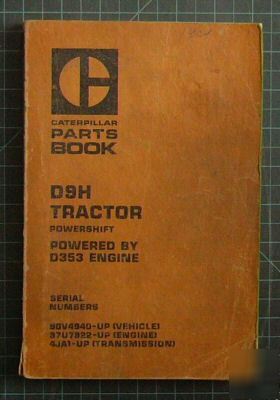 CATERPILLAR
PARTS
BOOK
D9H
TRACTOR
POWERSHIFT
POWERED BY
D353 ENGINE
SERIAL
NUMBERS
90V4940-UP (VEHICLE)
97U7922-UP (ENGINE)
4JA1-UP (TRANSMISSION)